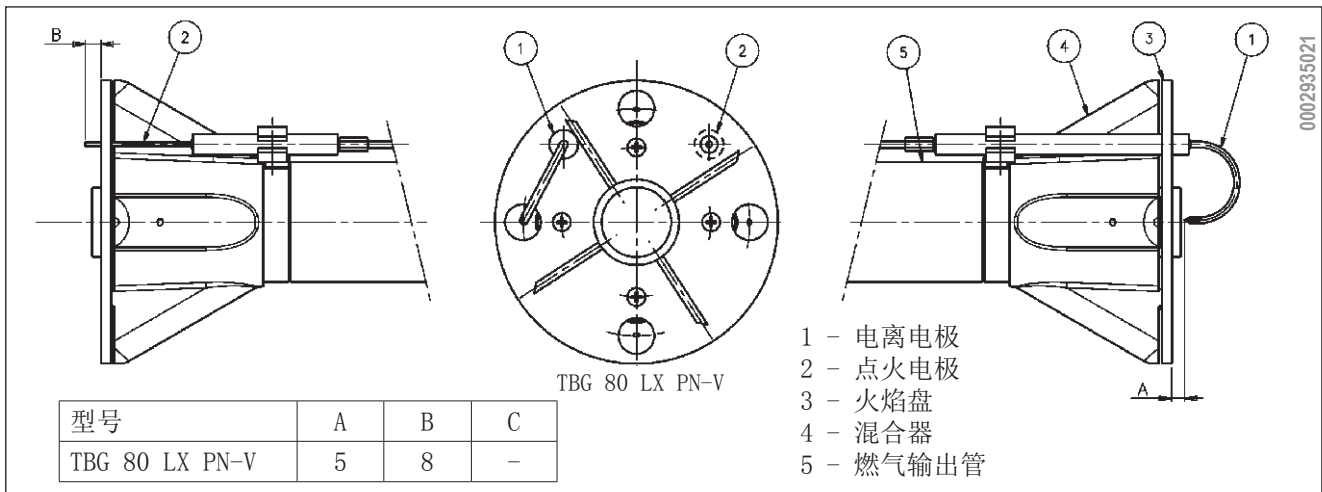 B
2
1
2
5
4
3
1
0002935021
TBG 80 LX PN-V
1 - 电离电极
2 - 点火电极
3 - 火焰盘
4 - 混合器
5 - 燃气输出管
A
型号 A B C
TBG 80 LX PN-V 5 8 -